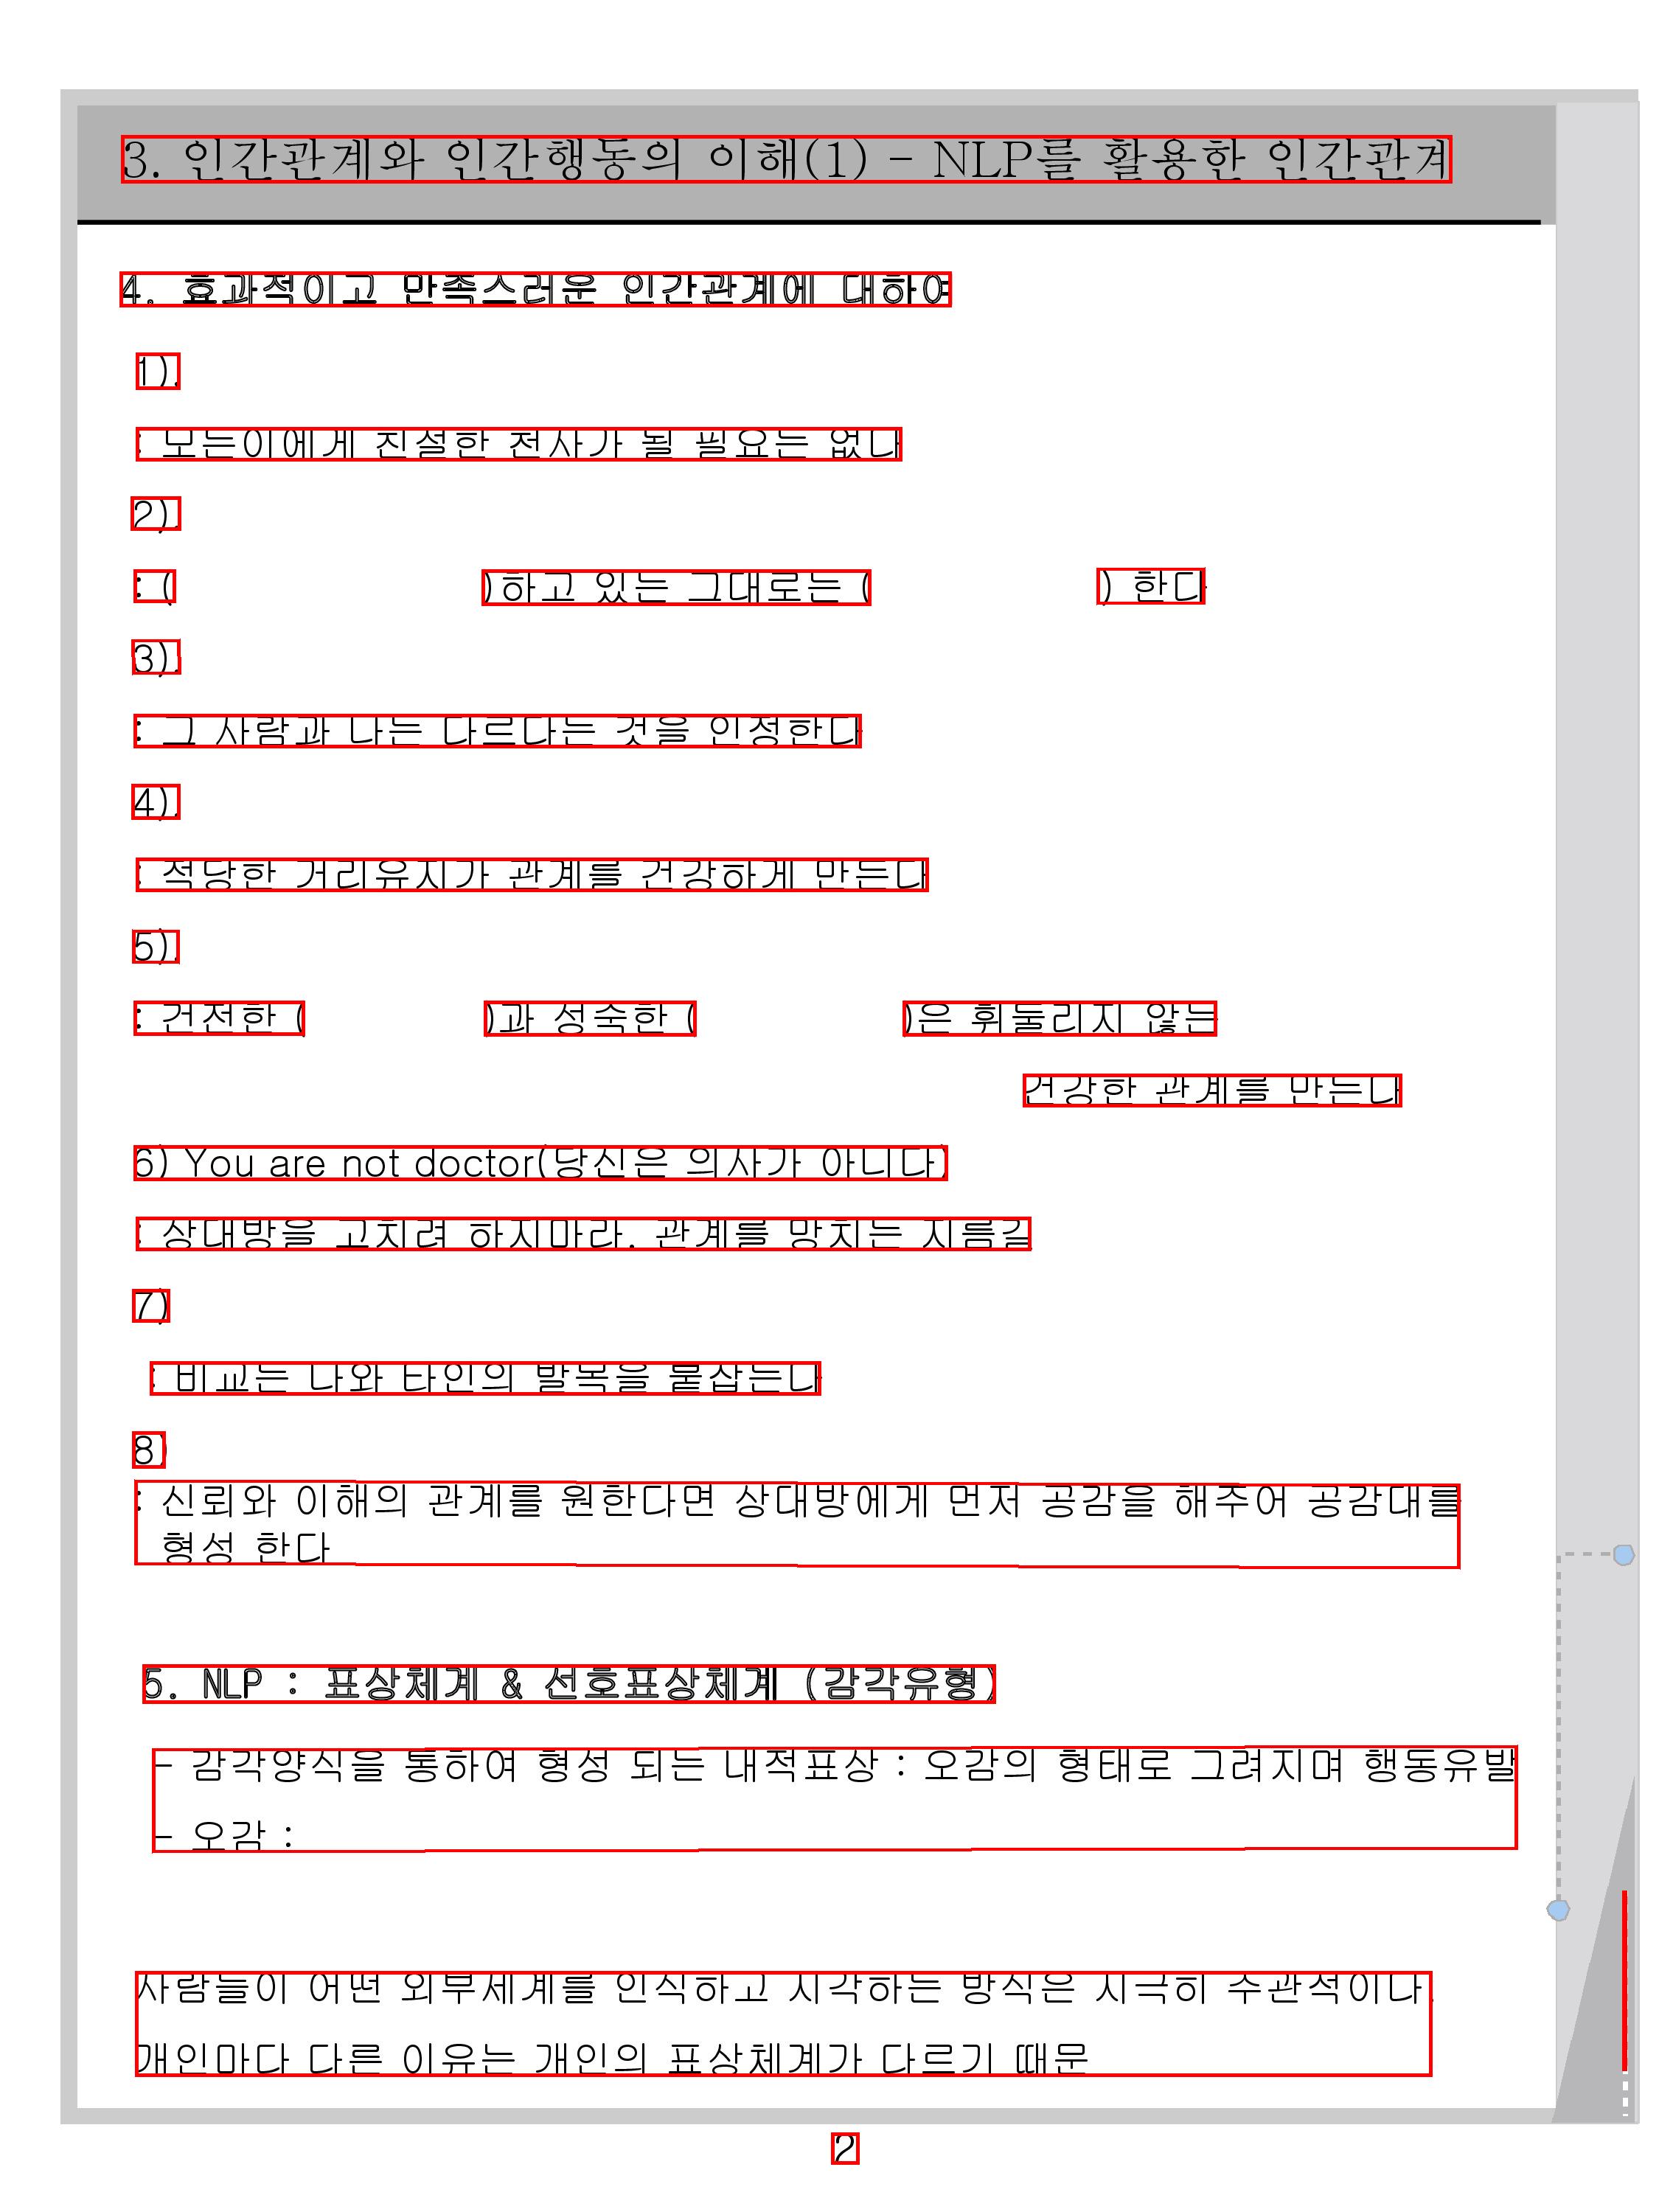 3. 인간관계와 인간행동의 이해(1) - NLP를 활용한 인간관계
4. 효과적이고 만족스러운 인간관계에 대하여
1).
: 모든이에게 친절한 천사가 될 필요는 없다
2).
: ( )하고 있는 그대로는 ( ) 한다
3).
: 그 사람과 나는 다르다는 것을 인정한다
4).
: 적당한 거리유지가 관계를 건강하게 만든다
5).
: 건전한 ( )과 성숙한 ( )은 휘둘리지 않는
건강한 관계를 만든다
6) You are not doctor(당신은 의사가 아니다)
: 상대방을 고치려 하지마라. 관계를 망치는 지름길
7)
: 비교는 나와 타인의 발목을 붙잡는다
8)
: 신뢰와 이해의 관계를 원한다면 상대방에게 먼저 공감을 해주어 공감대를
형성 한다
5. NLP : 표상체계 & 선호표상체계 (감각유형)
- 감각양식을 통하여 형성 되는 내적표상 : 오감의 형태로 그려지며 행동유발
- 오감 :
사람들이 어떤 외부세계를 인식하고 지각하는 방식은 지극히 주관적이다.
개인마다 다른 이유는 개인의 표상체계가 다르기 때문
2